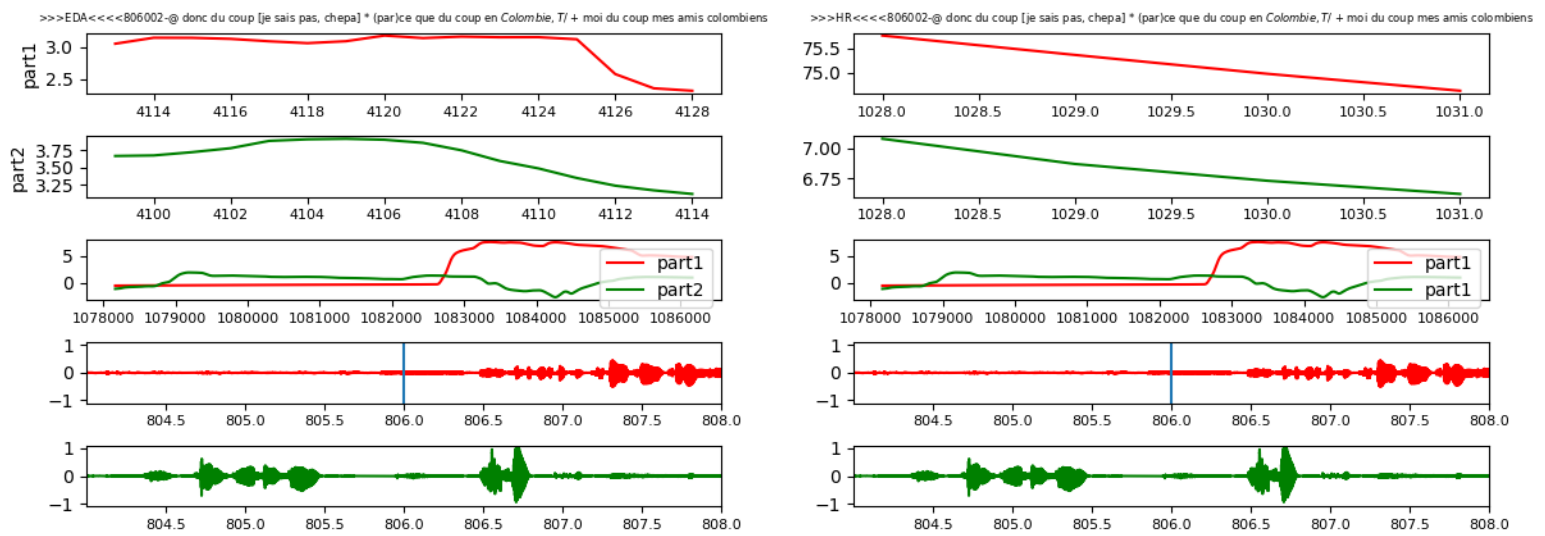 >>>EDA<<<<806002-@ donc du coup [je sais pas, chepa] * (par)ce que du coup en Colombie, T/ + moi du coup mes amis colombiens
3.0
2.5
part1
4114 4116 4118 4120 4122 4124 4126 4128
3.75
3.50
3.25
part2
4100 4102 4104 4106 4108 4110 4112 4114
5
0
part1
part2
1078000 1079000 1080000 1081000 1082000 1083000 1084000 1085000 1086000
1
0
−1
804.5 805.0 805.5 806.0 806.5 807.0 807.5 808.0
1
0
−1
804.5 805.0 805.5 806.0 806.5 807.0 807.5 808.0
>>>HR<<<<806002-@ donc du coup [je sais pas, chepa] * (par)ce que du coup en Colombie, T/ + moi du coup mes amis colombiens
75.5
75.0
1028.0 1028.5 1029.0 1029.5 1030.0 1030.5 1031.0
7.00
6.75
1028.0 1028.5 1029.0 1029.5 1030.0 1030.5 1031.0
5
0
part1
part1
1078000 1079000 1080000 1081000 1082000 1083000 1084000 1085000 1086000
1
0
−1
804.5 805.0 805.5 806.0 806.5 807.0 807.5 808.0
1
0
−1
804.5 805.0 805.5 806.0 806.5 807.0 807.5 808.0